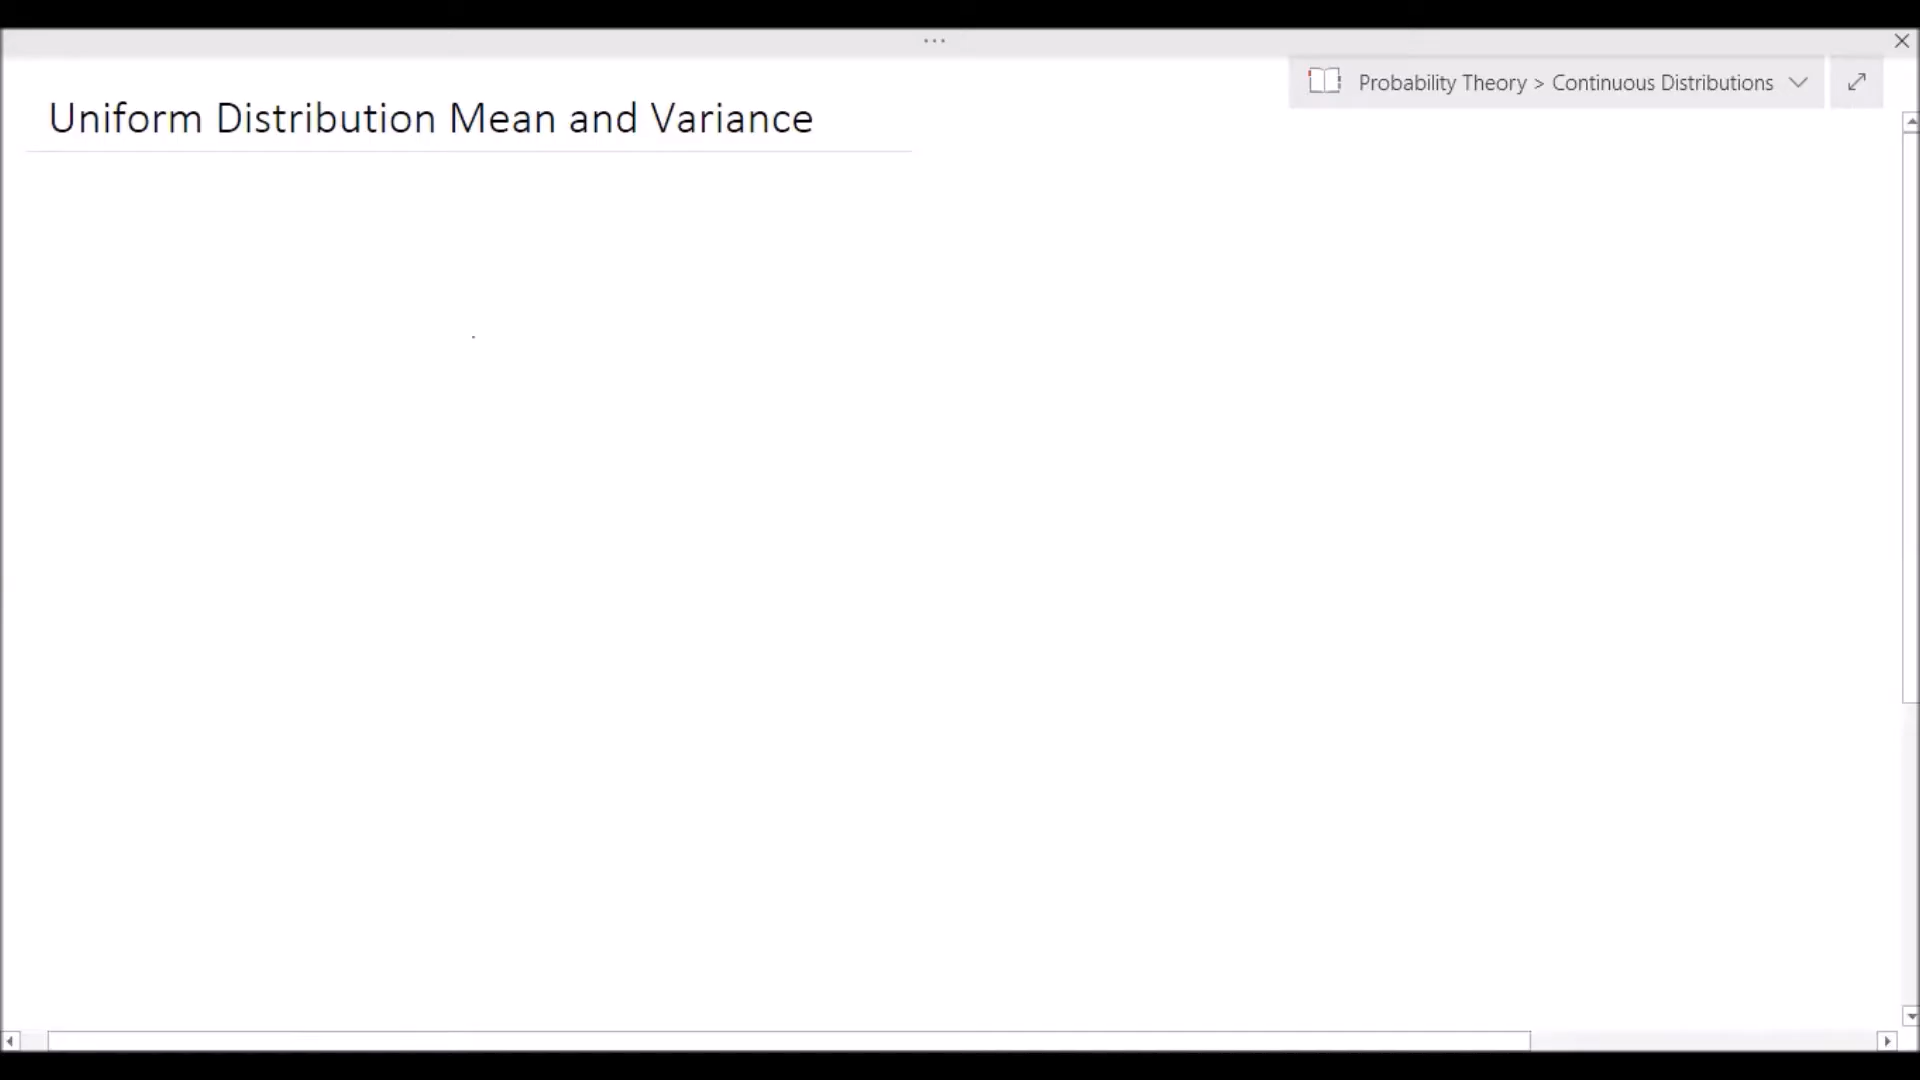 Probability Theory > Continuous Distributions
Uniform Distribution Mean and Variance